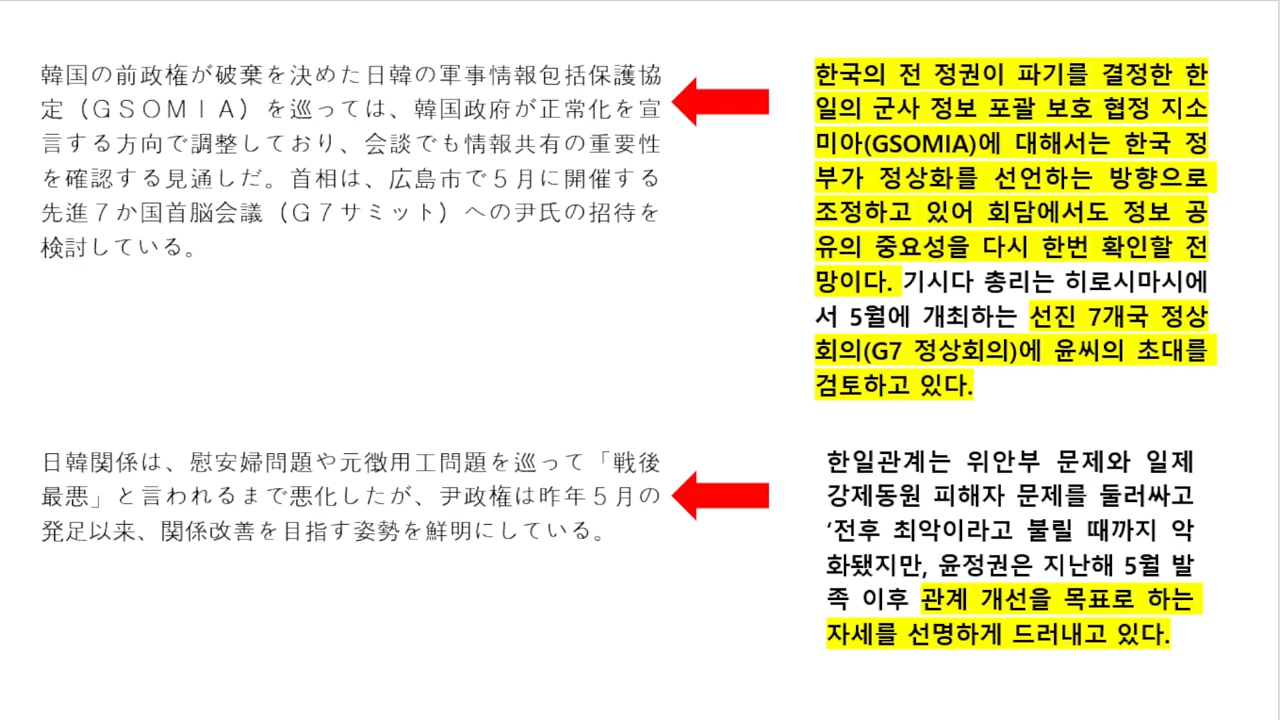 韓国の前政権が破棄を決めた日韓の軍事情報包括保護協
定（ＧＳＯＭＩＡ）を巡っては、韓国政府が正常化を宣
言する方向で調整しており、会談でも情報共有の重要性
を確認する見通しだ。首相は、広島市で５月に開催する
先進７か国首脳会議（Ｇ７サミット）への尹氏の招待を
検討している。
한국의 전 정권이 파기를 결정한 한
일의 군사 정보 포괄 보호 협정 지소
미아(GSOMIA)에 대해서는 한국 정
부가 정상화를 선언하는 방향으로
조정하고 있어 회담에서도 정보 공
유의 중요성을 다시 한번 확인할 전
망이다. 기시다 총리는 히로시마시에
서 5월에 개최하는 선진 7개국 정상
회의(G7 정상회의)에 윤씨의 초대를
검토하고 있다.
日韓関係は、慰安婦問題や元徴用工問題を巡って「戦後
最悪」と言われるまで悪化したが、尹政権は昨年５月の
発足以来、関係改善を目指す姿勢を鮮明にしている。
한일관계는 위안부 문제와 일제
강제동원 피해자 문제를 둘러싸고
‘전후 최악이라고 불릴 때까지 악
화됐지만, 윤정권은 지난해 5월 발
족 이후 관계 개선을 목표로 하는
자세를 선명하게 드러내고 있다.